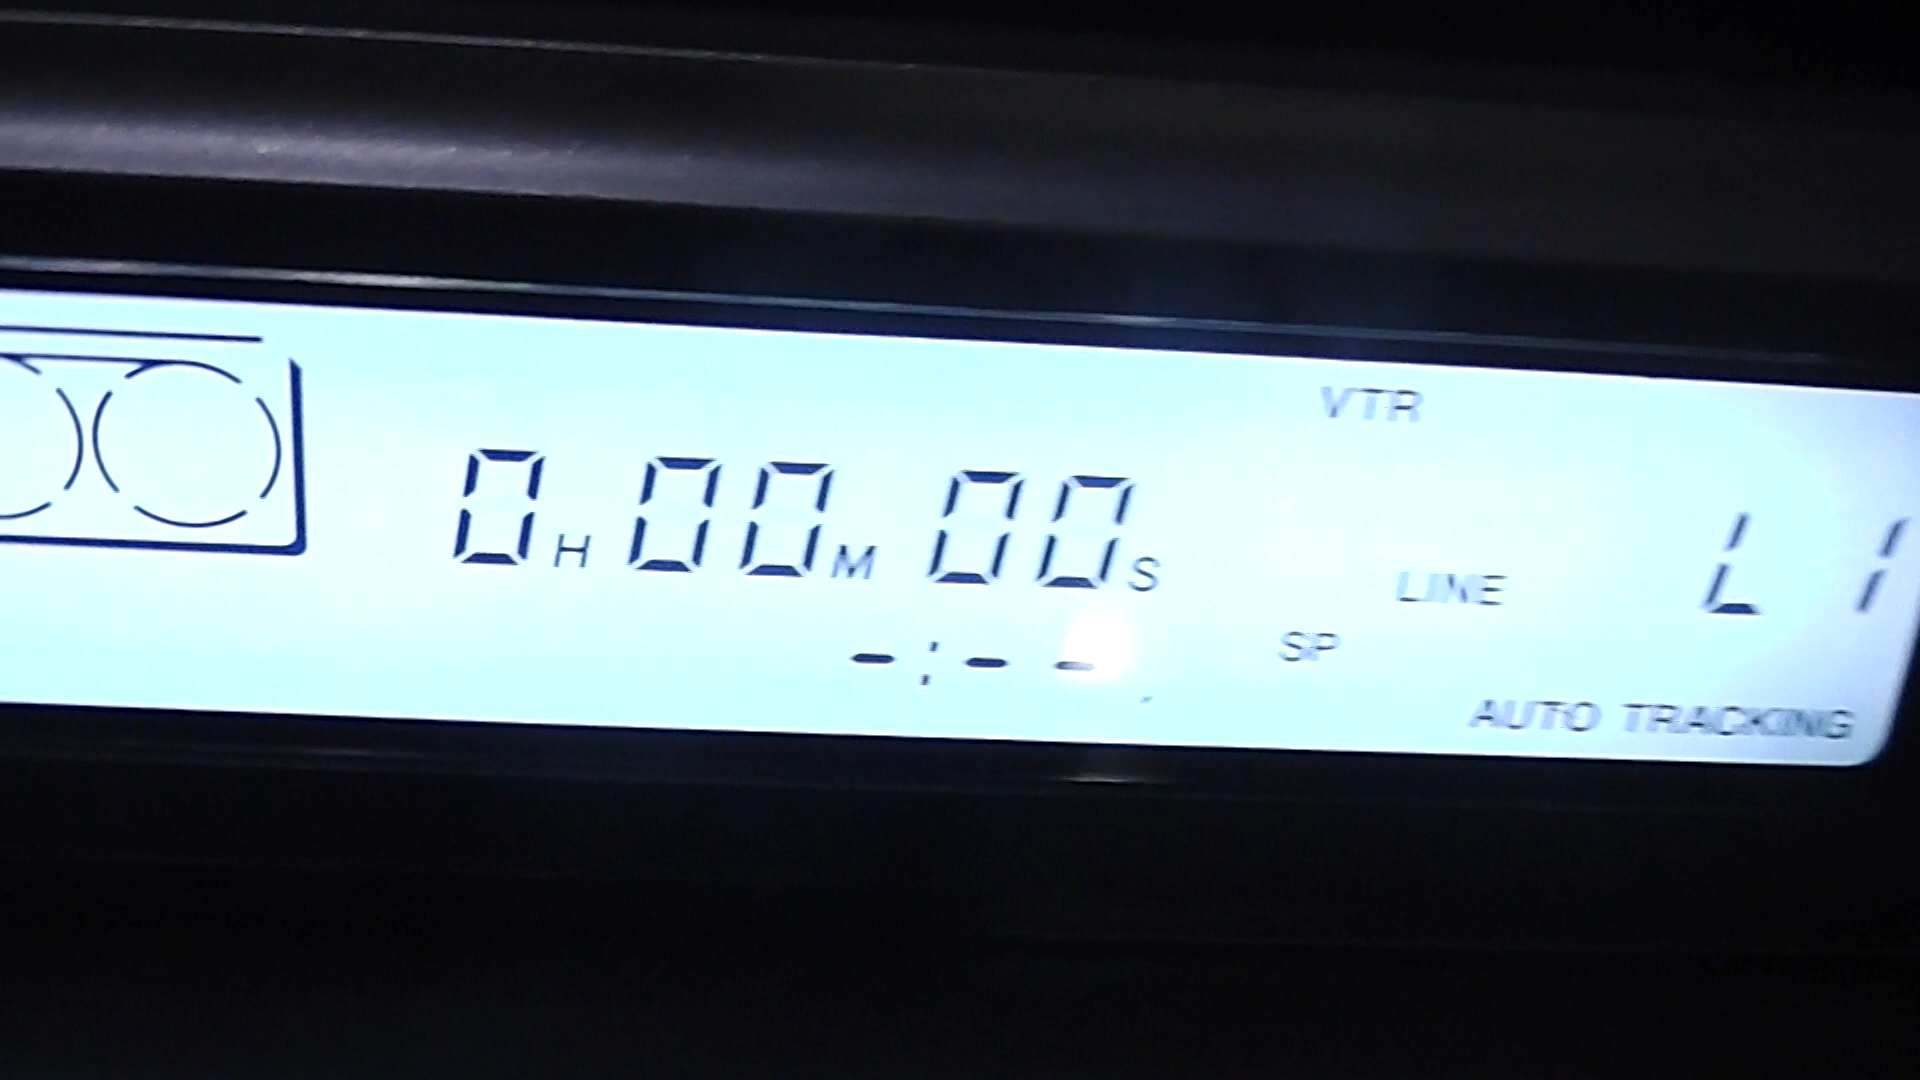 VTR
0H 00M 00S
LINE L1
-:-- SP
AUTO TRACKING